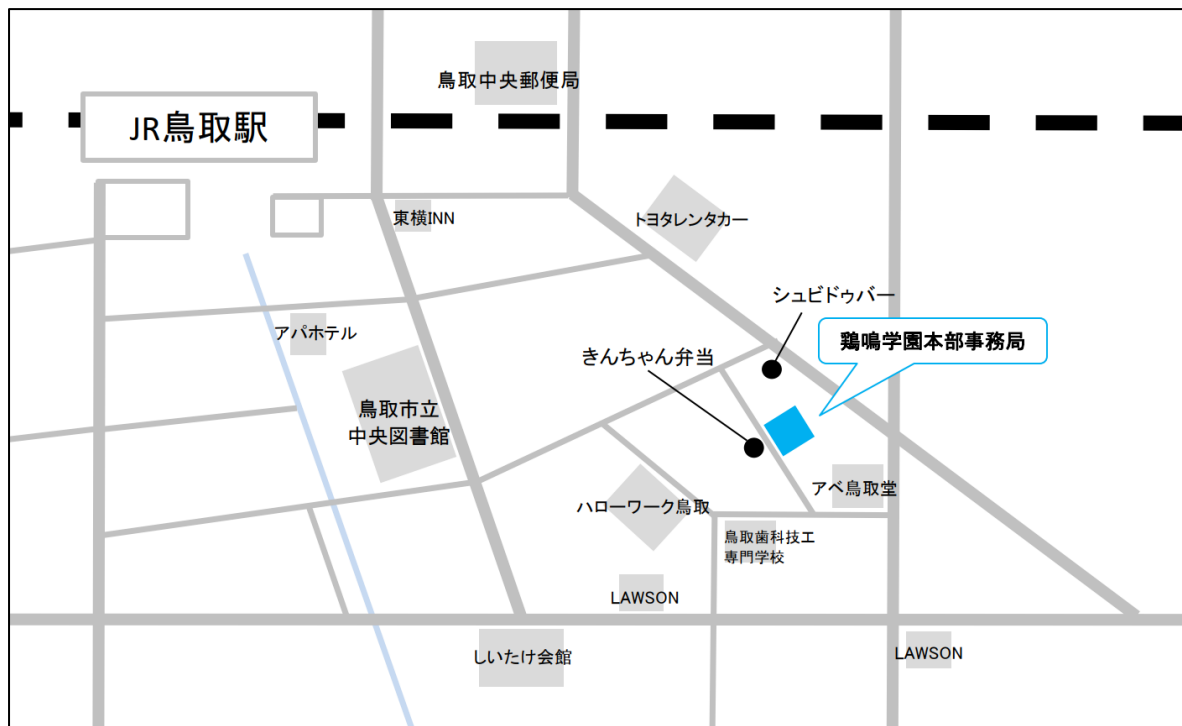 鳥取中央郵便局
JR鳥取駅
東横INN
トヨタレンタカー
シュビドゥバー
アパホテル
鶏鳴学園本部事務局
きんちゃん弁当
鳥取市立
中央図書館
アベ鳥取堂
ハローワーク鳥取
鳥取歯科技工
専門学校
LAWSON
しいたけ会館
LAWSON